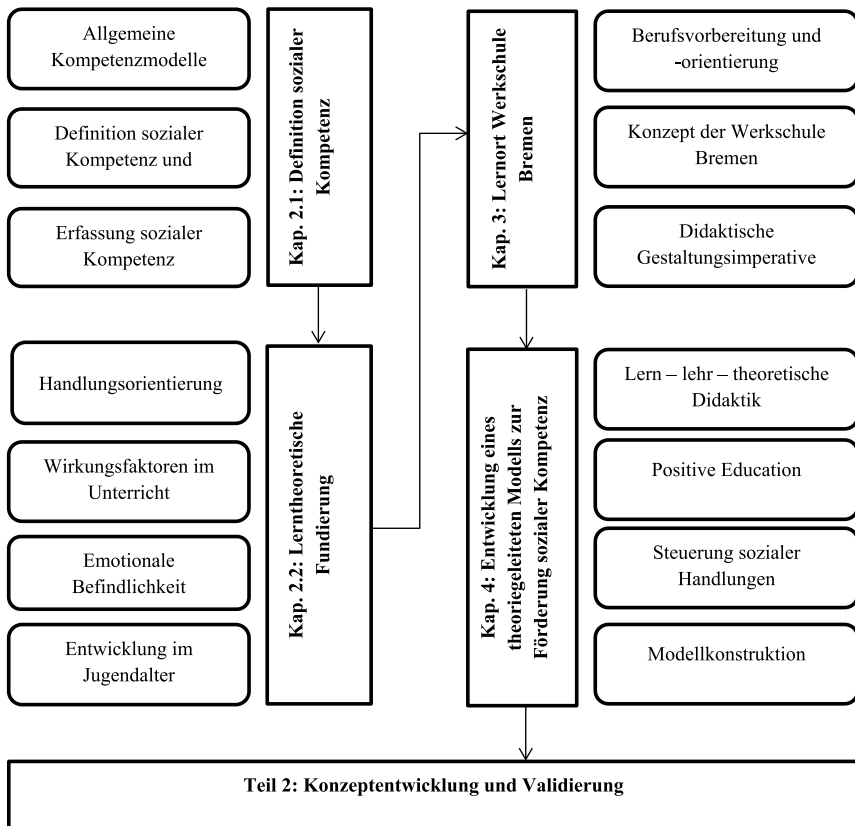 Allgemeine
Kompetenzmodelle
Definition sozialer
Kompetenz und
Erfassung sozialer
Kompetenz
Kap. 2.1: Definition sozialer
Kompetenz
Handlungsorientierung
Wirkungsfaktoren im
Unterricht
Emotionale
Befindlichkeit
Entwicklung im
Jugendalter
Kap. 2.2: Lerntheoretische
Fundierung
Kap. 3: Lernort Werkschule
Bremen
Berufsvorbereitung und
-orientierung
Konzept der Werkschule
Bremen
Didaktische
Gestaltungsimperative
Kap. 4: Entwicklung eines
theoriegeleiteten Modells zur
Förderung sozialer Kompetenz
Lern – lehr – theoretische
Didaktik
Positive Education
Steuerung sozialer
Handlungen
Modellkonstruktion
Teil 2: Konzeptentwicklung und Validierung